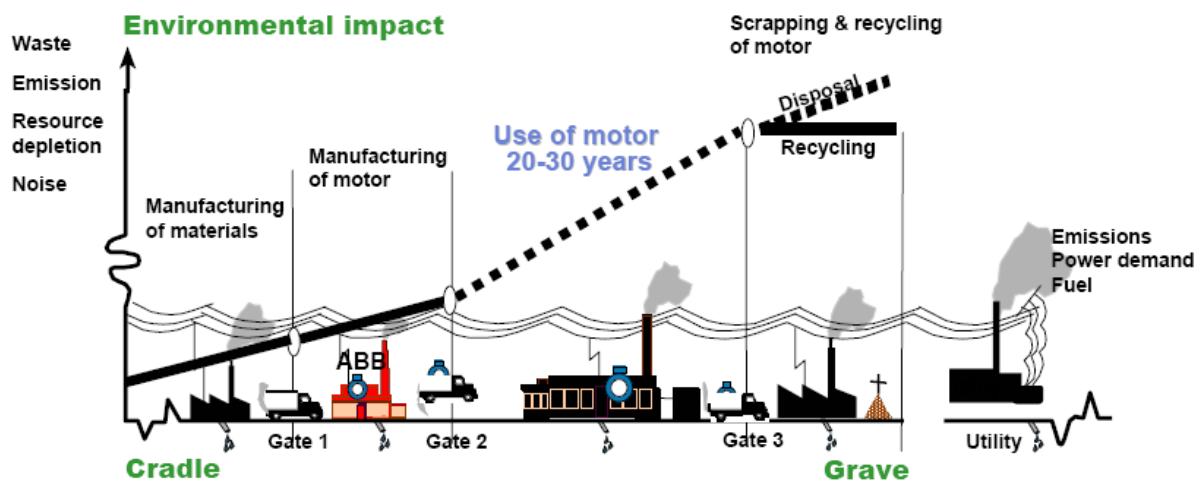 Environmental impact
Waste
Emission
Resource
depletion
Noise
Manufacturing
of materials
Manufacturing
of motor
Use of motor
20-30 years
Scrapping & recycling
of motor
Disposal
Recycling
Emissions
Power demand
Fuel
ABB
Gate 1
Gate 2
Gate 3
Utility
Cradle
Grave